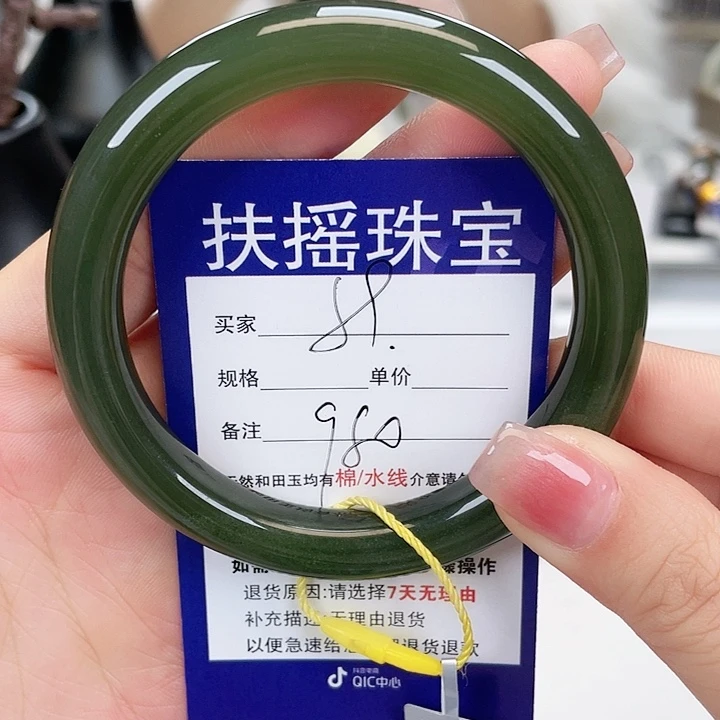 扶摇珠宝
买家 81.
规格 单价
备注 980
天然和田玉均有棉/水线介意请勿
操作
退货原因:请选择7天无理由
补充描述:无理由退货
以便急速给您 退货退款
抖音电商
QIC中心